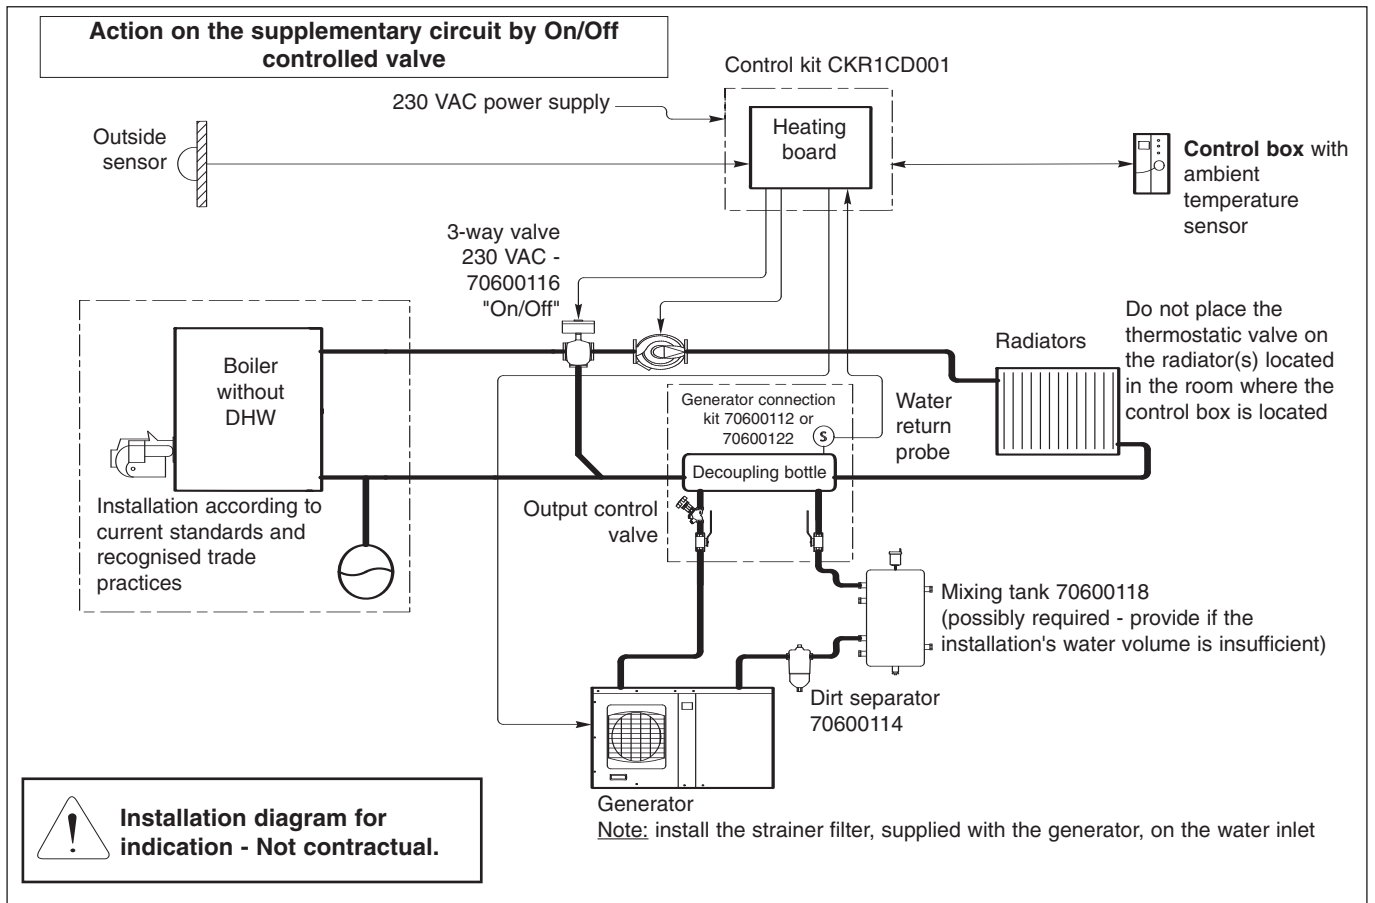 Action on the supplementary circuit by On/Off
controlled valve
Control kit CKR1CD001
230 VAC power supply
Heating
board
Outside
sensor
Control box with
ambient
temperature
sensor
3-way valve
230 VAC -
70600116
"On/Off"
Do not place the
thermostatic valve on
the radiator(s) located
in the room where the
control box is located
Radiators
Boiler
without
DHW
Generator connection
kit 70600112 or
70600122
S
Water
return
probe
Decoupling bottle
Installation according to
current standards and
recognised trade
practices
Output control
valve
Mixing tank 70600118
(possibly required - provide if the
installation's water volume is insufficient)
Dirt separator
70600114
Generator
Note: install the strainer filter, supplied with the generator, on the water inlet
!
Installation diagram for
indication - Not contractual.